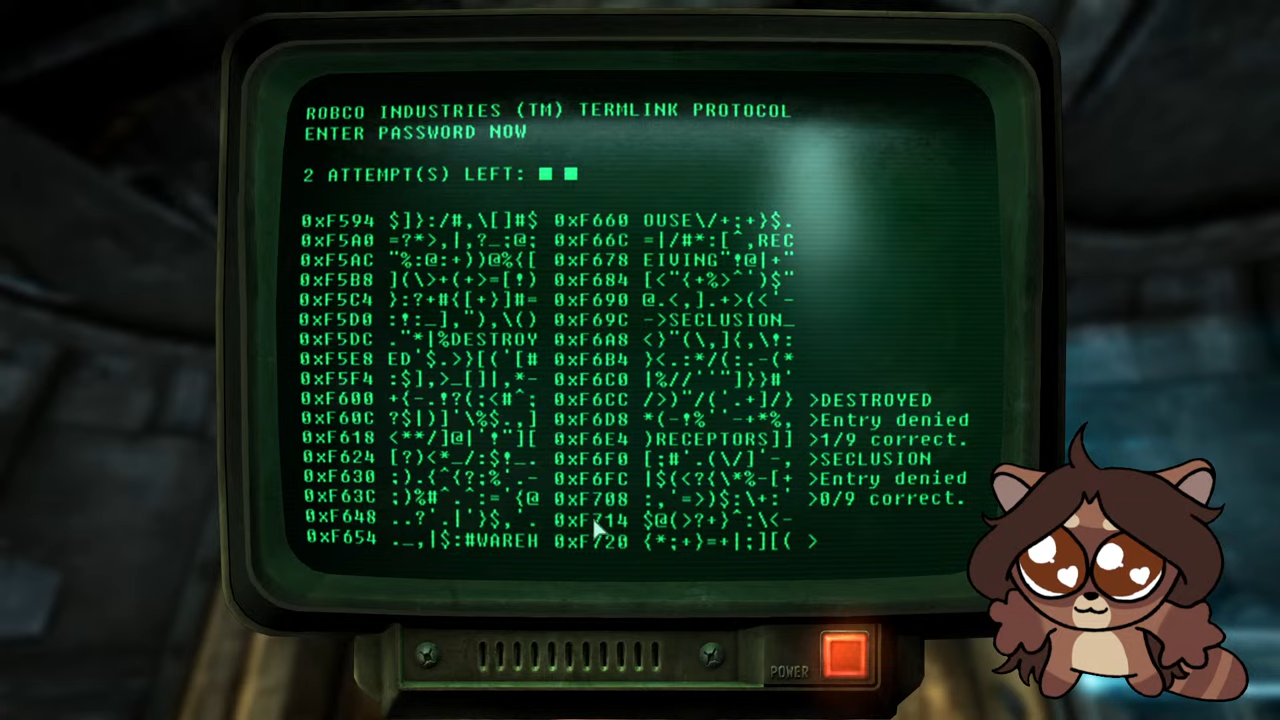 ROBCO INDUSTRIES (TM) TERMLINK PROTOCOL
ENTER PASSWORD NOW
2 ATTEMPT(S) LEFT: ■ ■
0xF594 $]}:/#,\[]#$ 0xF660 OUSE\/+;+}$.
0xF5A0 =?*>,|,?_;@; 0xF66C =|/#*:[^,REC
0xF5AC "%:@:+))@%{[ 0xF678 EIVING"!@|+"
0xF5B8 ](\>+(+>=[!) 0xF684 [<"{+%>^')$"
0xF5C4 }:?+#{[+}]#= 0xF690 @.<,].+>(<'-
0xF5D0 :!:_],"),\() 0xF69C ->SECLUSION_
0xF5DC ."*|%DESTROY 0xF6A8 <}"(\,]{,\!:
0xF5E8 ED'$.>}[('[# 0xF6B4 }<.:*/(:.-(*
0xF5F4 :$],>_[]|,*- 0xF6C0 |%//''"]}}#'
0xF600 +{-.!?(;<#^; 0xF6CC />)"/('.+]/} >DESTROYED
0xF60C ?$|)]'\%$.,] 0xF6D8 *(-!%''-+*%, >Entry denied
0xF618 <**/]@|'!"][ 0xF6E4 )RECEPTORS]] >1/9 correct.
0xF624 [?)<*_/:$!_. 0xF6F0 [;#'.(\/]'-, >SECLUSION
0xF630 :).{^{?:%.'- 0xF6FC |$(<?{\*%-[+ >Entry denied
0xF63C :)%#^.^:='{@ 0xF708 :,'=>)$:\+:' >0/9 correct.
0xF648 ..?'.|'}$,'. 0xF714 $@(>?+}^:\<-
0xF654 ._,|$:#WAREH 0xF720 {*;+}=+|;][( >
POWER